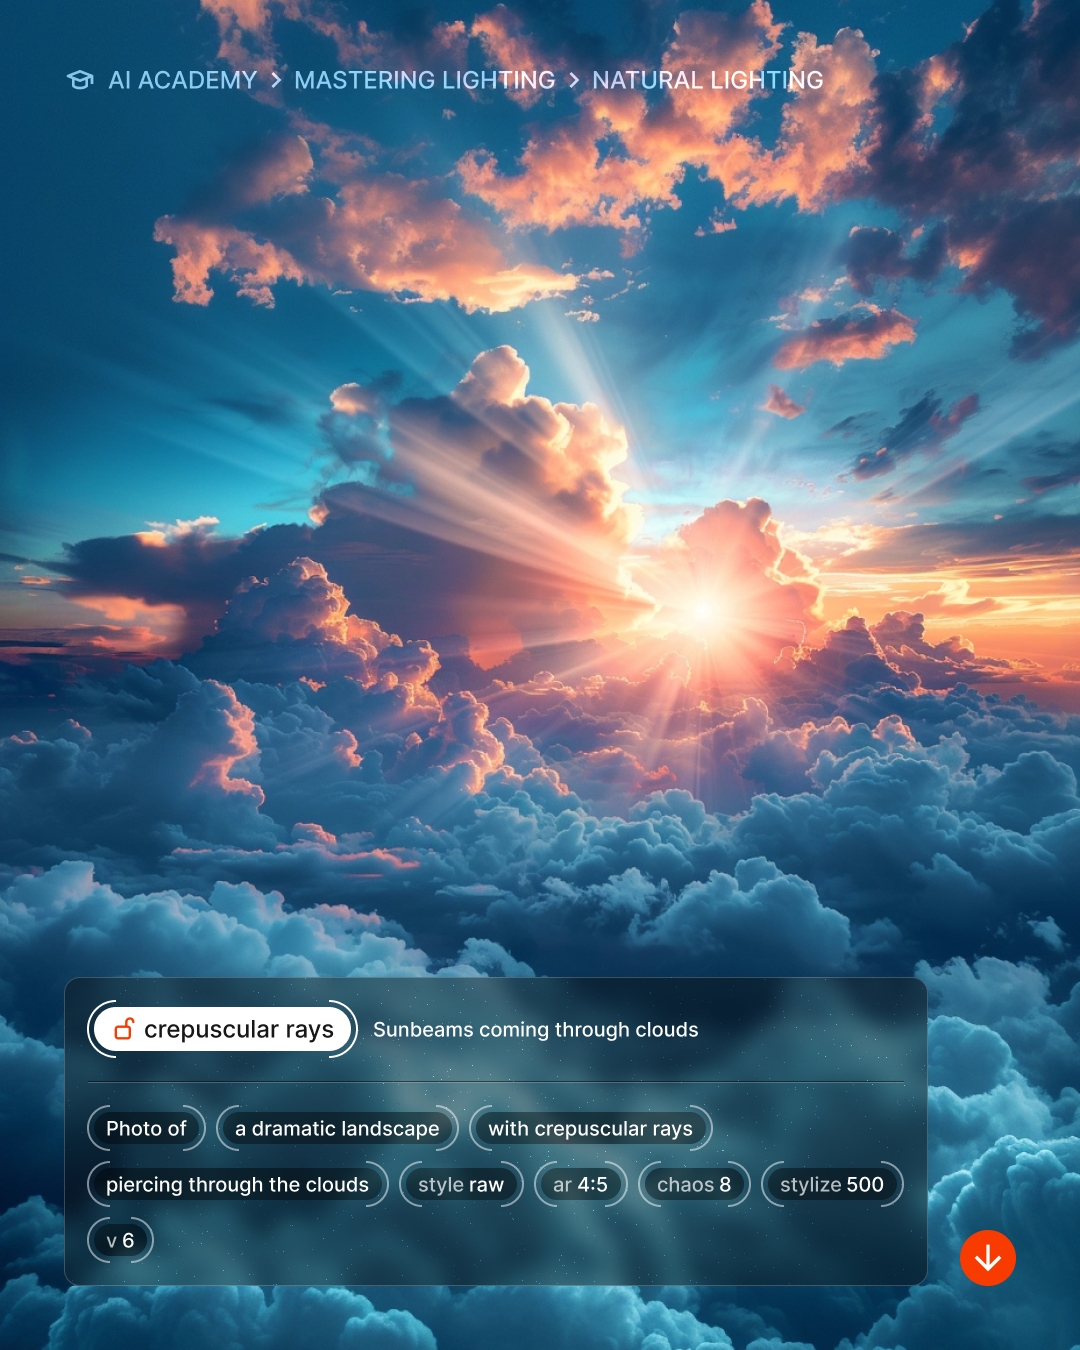 AI ACADEMY > MASTERING LIGHTING > NATURAL LIGHTING
crepuscular rays Sunbeams coming through clouds
Photo of a dramatic landscape with crepuscular rays
piercing through the clouds style raw ar 4:5 chaos 8 stylize 500
v 6